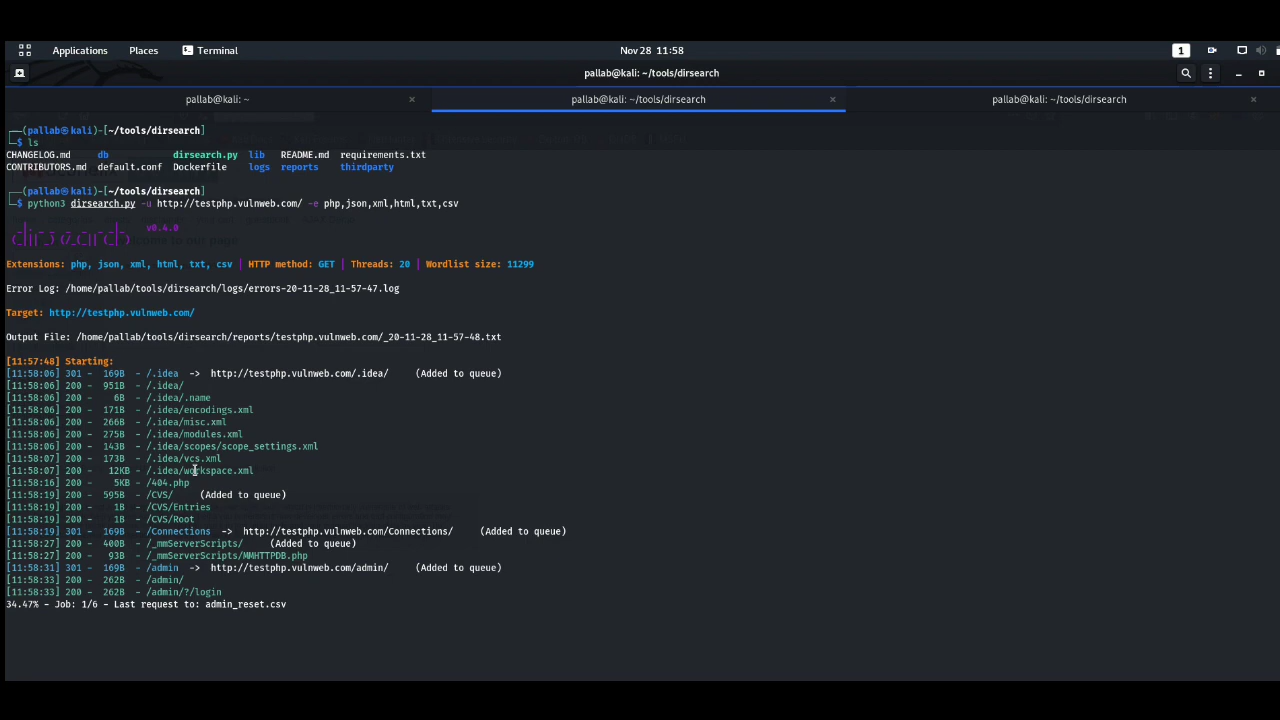 Applications Places Terminal Nov 28 11:58 1
pallab@kali: ~/tools/dirsearch
pallab@kali: ~ × pallab@kali: ~/tools/dirsearch × pallab@kali: ~/tools/dirsearch ×
┌──(pallab㉿kali)-[~/tools/dirsearch]
└─$ ls
CHANGELOG.md db dirsearch.py lib README.md requirements.txt
CONTRIBUTORS.md default.conf Dockerfile logs reports thirdparty
┌──(pallab㉿kali)-[~/tools/dirsearch]
└─$ python3 dirsearch.py -u http://testphp.vulnweb.com/ -e php,json,xml,html,txt,csv
_|. _ _ _ _ _ _|_ v0.4.0
(_||| _) (/_(_|| (_| )
Extensions: php, json, xml, html, txt, csv | HTTP method: GET | Threads: 20 | Wordlist size: 11299
Error Log: /home/pallab/tools/dirsearch/logs/errors-20-11-28_11-57-47.log
Target: http://testphp.vulnweb.com/
Output File: /home/pallab/tools/dirsearch/reports/testphp.vulnweb.com/_20-11-28_11-57-48.txt
[11:57:48] Starting:
[11:58:06] 301 - 169B - /.idea -> http://testphp.vulnweb.com/.idea/ (Added to queue)
[11:58:06] 200 - 951B - /.idea/
[11:58:06] 200 - 6B - /.idea/.name
[11:58:06] 200 - 171B - /.idea/encodings.xml
[11:58:06] 200 - 266B - /.idea/misc.xml
[11:58:06] 200 - 275B - /.idea/modules.xml
[11:58:06] 200 - 143B - /.idea/scopes/scope_settings.xml
[11:58:07] 200 - 173B - /.idea/vcs.xml
[11:58:07] 200 - 12KB - /.idea/workspace.xml
[11:58:16] 200 - 5KB - /404.php
[11:58:19] 200 - 595B - /CVS/ (Added to queue)
[11:58:19] 200 - 1B - /CVS/Entries
[11:58:19] 200 - 1B - /CVS/Root
[11:58:19] 301 - 169B - /Connections -> http://testphp.vulnweb.com/Connections/ (Added to queue)
[11:58:27] 200 - 400B - /_mmServerScripts/ (Added to queue)
[11:58:27] 200 - 93B - /_mmServerScripts/MMHTTPDB.php
[11:58:31] 301 - 169B - /admin -> http://testphp.vulnweb.com/admin/ (Added to queue)
[11:58:33] 200 - 262B - /admin/
[11:58:33] 200 - 262B - /admin/?/login
34.47% - Job: 1/6 - Last request to: admin_reset.csv